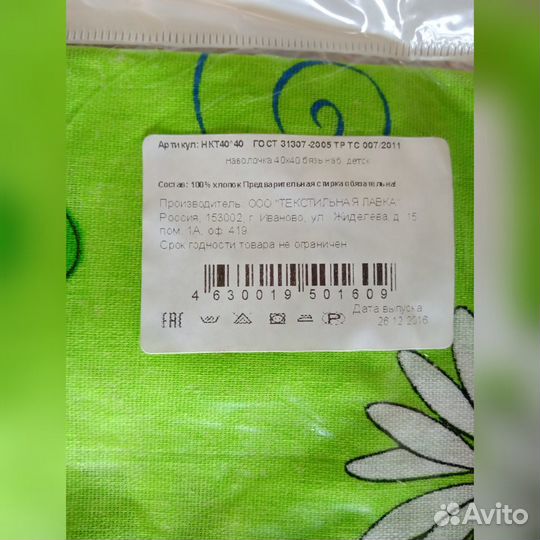 Артикул: НКТ40*40 ГОСТ 31307-2005 ТР ТС 007/2011
наволочка 40х40 бязь наб. детск
Состав: 100% хлопок Предварительная стирка обязательна!
Производитель: ООО "ТЕКСТИЛЬНАЯ ЛАВКА"
Россия, 153002, г. Иваново, ул. Жиделева, д. 15
пом. 1А, оф. 419.
Срок годности товара не ограничен
4 630019 501609
EAC P
Дата выпуска
26.12.2016
Avito